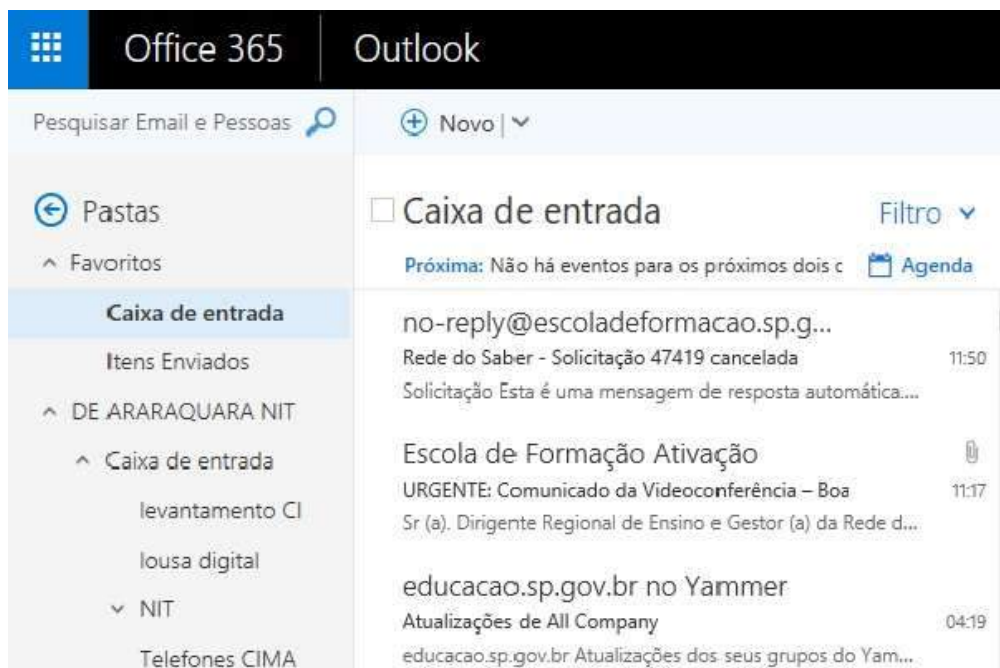 Office 365 Outlook
Pesquisar Email e Pessoas
Novo
Pastas
Favoritos
Caixa de entrada
Itens Enviados
DE ARARAQUARA NIT
Caixa de entrada
levantamento CI
lousa digital
NIT
Telefones CIMA
Caixa de entrada
Filtro
Próxima: Não há eventos para os próximos dois c
Agenda
no-reply@escoladeformacao.sp.g...
Rede do Saber - Solicitação 47419 cancelada 11:50
Solicitação Esta é uma mensagem de resposta automática....
Escola de Formação Ativação
URGENTE: Comunicado da Videoconferência – Boa 11:17
Sr (a). Dirigente Regional de Ensino e Gestor (a) da Rede d...
educacao.sp.gov.br no Yammer
Atualizações de All Company 04:19
educacao.sp.gov.br Atualizações dos seus grupos do Yam...